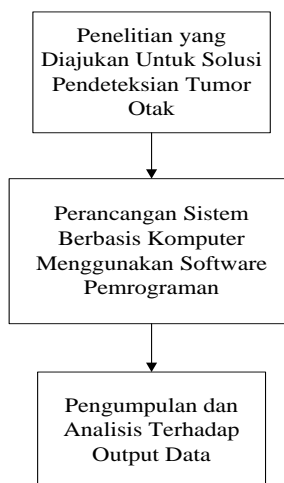 Penelitian yang
Diajukan Untuk Solusi
Pendeteksian Tumor
Otak
Perancangan Sistem
Berbasis Komputer
Menggunakan Software
Pemrograman
Pengumpulan dan
Analisis Terhadap
Output Data